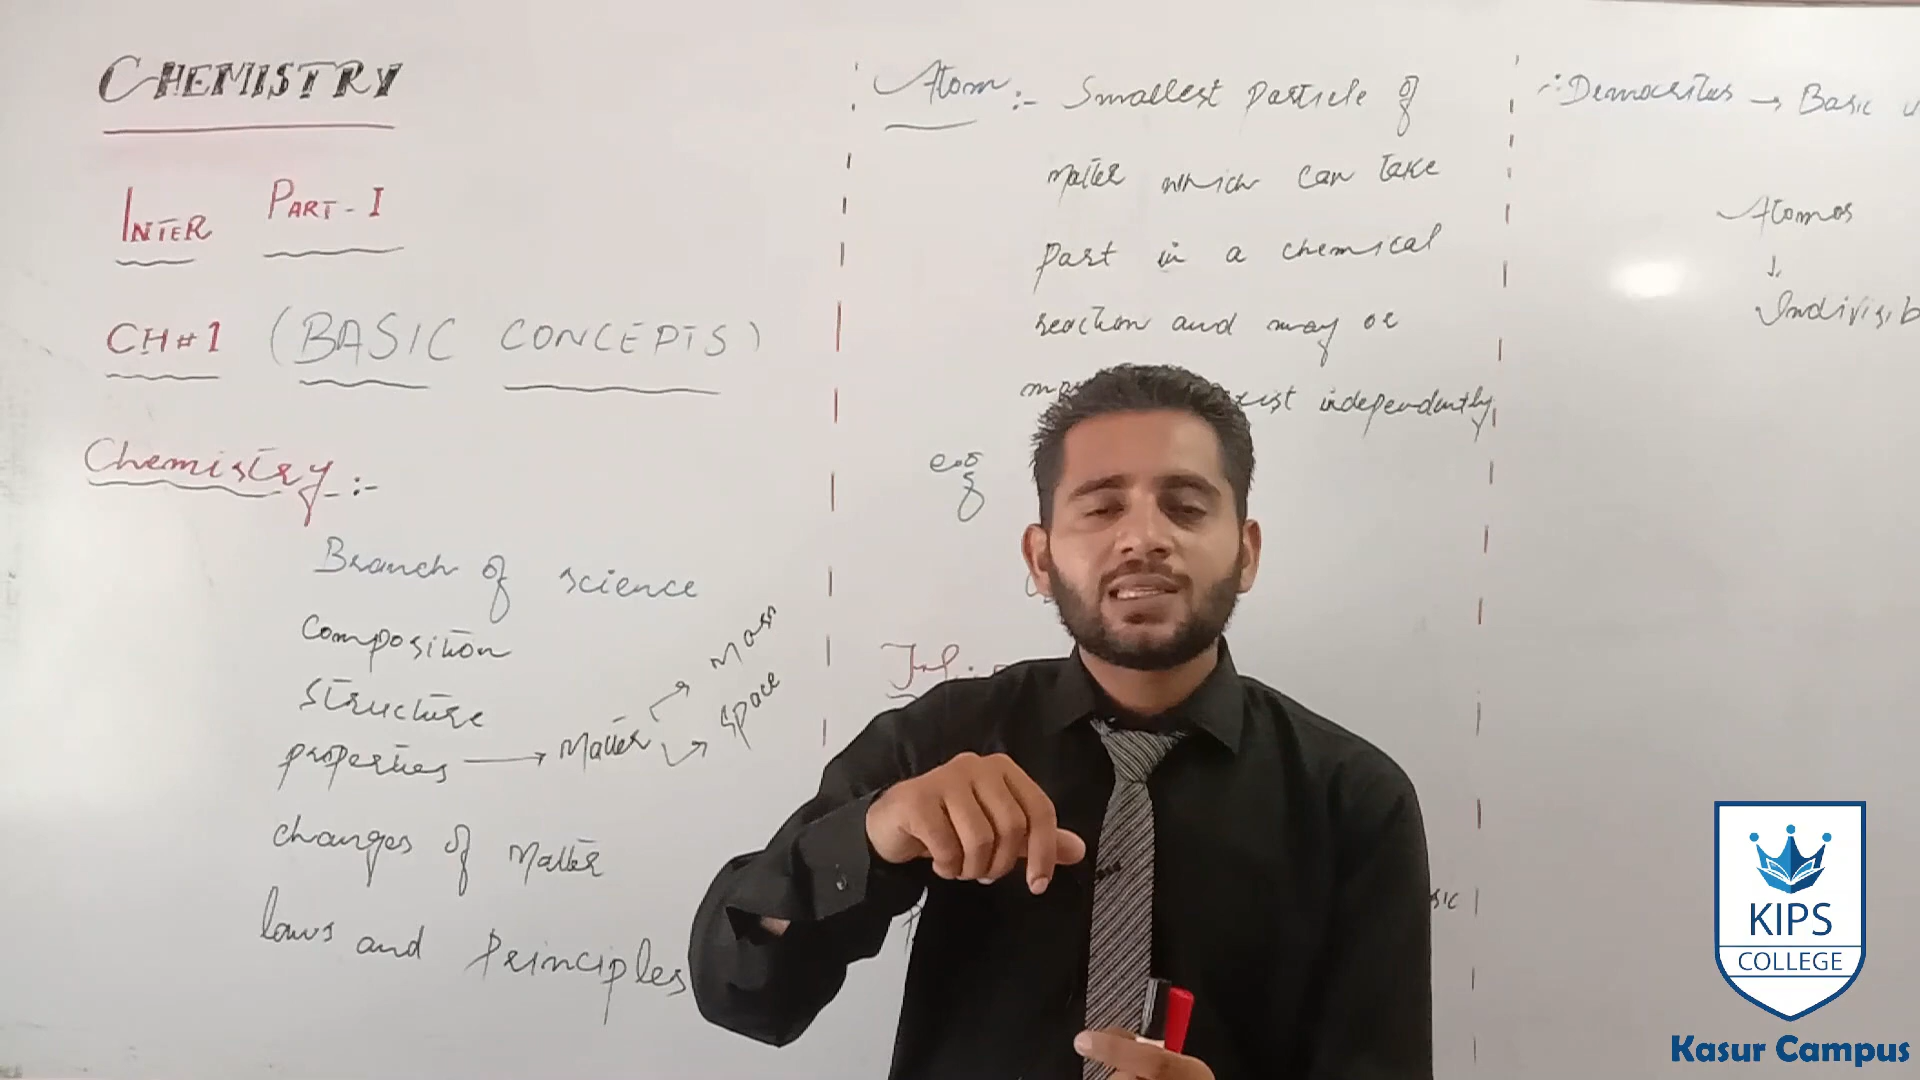 CHEMISTRY
INTER PART-I
CH#1 (BASIC CONCEPTS)
Chemistry :-
Branch of science
composition
structure
properties → Matter
Mass
Space
changes of Matter
laws and Principles
Atom :- Smallest Particle of
matter which can take
part in a chemical
reaction and may or
independently
e.g
∴ Democritus → Basic
Atomos
↓
KIPS
COLLEGE
Kasur Campus